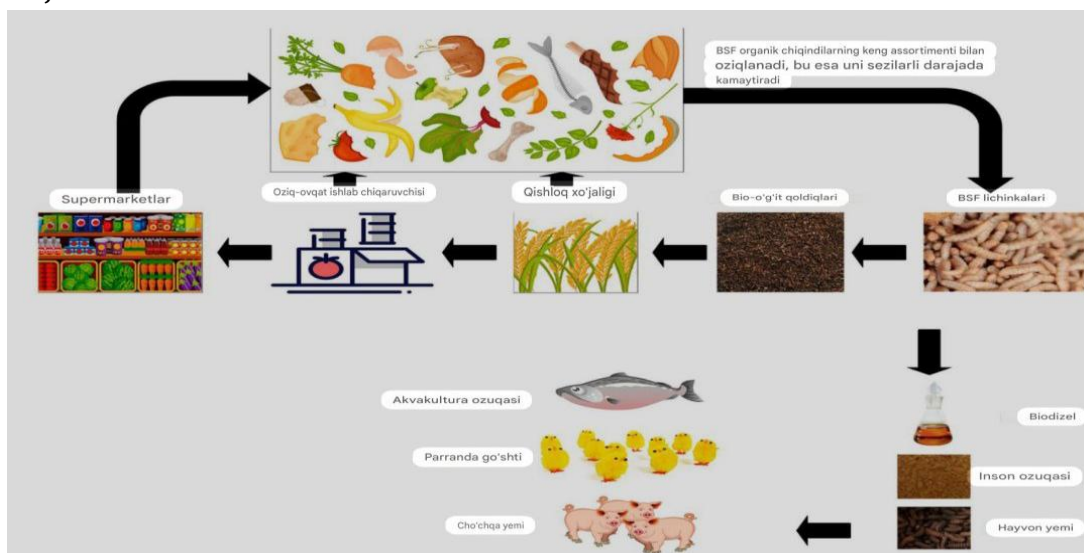 BSF organik chiqindilarning keng assortimenti bilan
oziqlanadi, bu esa uni sezilarli darajada
kamaytiradi
Supermarketlar
Oziq-ovqat ishlab chiqaruvchisi
Qishloq xo'jaligi
Bio-o'g'it qoldiqlari
BSF lichinkalari
Akvakultura ozuqasi
Biodizel
Parranda go'shti
Inson ozuqasi
Cho'chqa yemi
Hayvon yemi